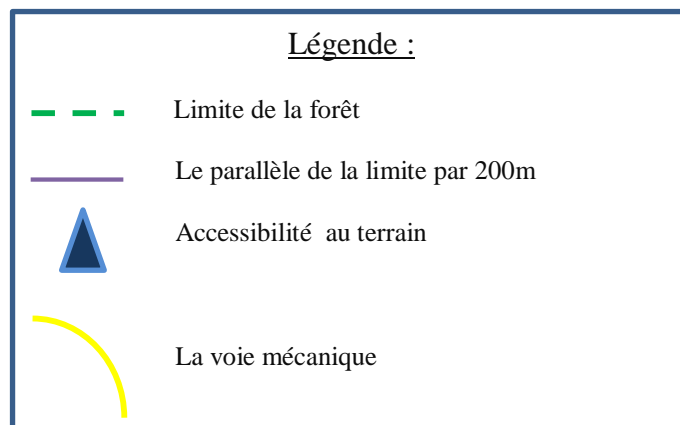 Légende :
Limite de la forêt
Le parallèle de la limite par 200m
Accessibilité au terrain
La voie mécanique